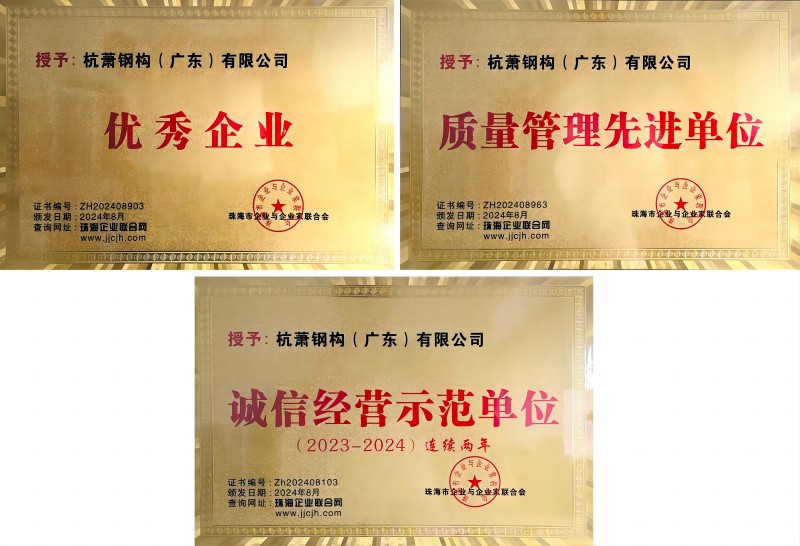 授予：杭萧钢构（广东）有限公司
优秀企业
证书编号：ZH202408903
颁发日期：2024年8月
查询网址：珠海企业联合网
www.jjcjh.com
珠海市企业与企业家联合会
授予：杭萧钢构（广东）有限公司
质量管理先进单位
证书编号：ZH202408963
颁发日期：2024年8月
查询网址：珠海企业联合网
www.jjcjh.com
珠海市企业与企业家联合会
授予：杭萧钢构（广东）有限公司
诚信经营示范单位
（2023-2024）连续两年
证书编号：Zh202408103
颁发日期：2024年8月
查询网址：珠海企业联合网
www.jjcjh.com
珠海市企业与企业家联合会